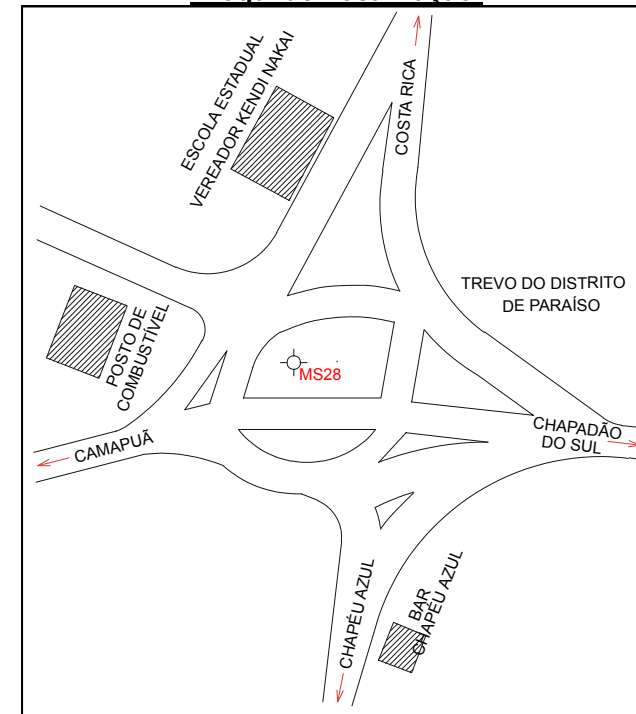 ESCOLA ESTADUAL
VEREADOR KENDI NAKAI
COSTA RICA
TREVO DO DISTRITO
DE PARAÍSO
POSTO DE
COMBUSTÍVEL
MS28
CAMAPUÃ
CHAPADÃO
DO SUL
CHAPÉU AZUL
BAR
CHAPÉU AZUL